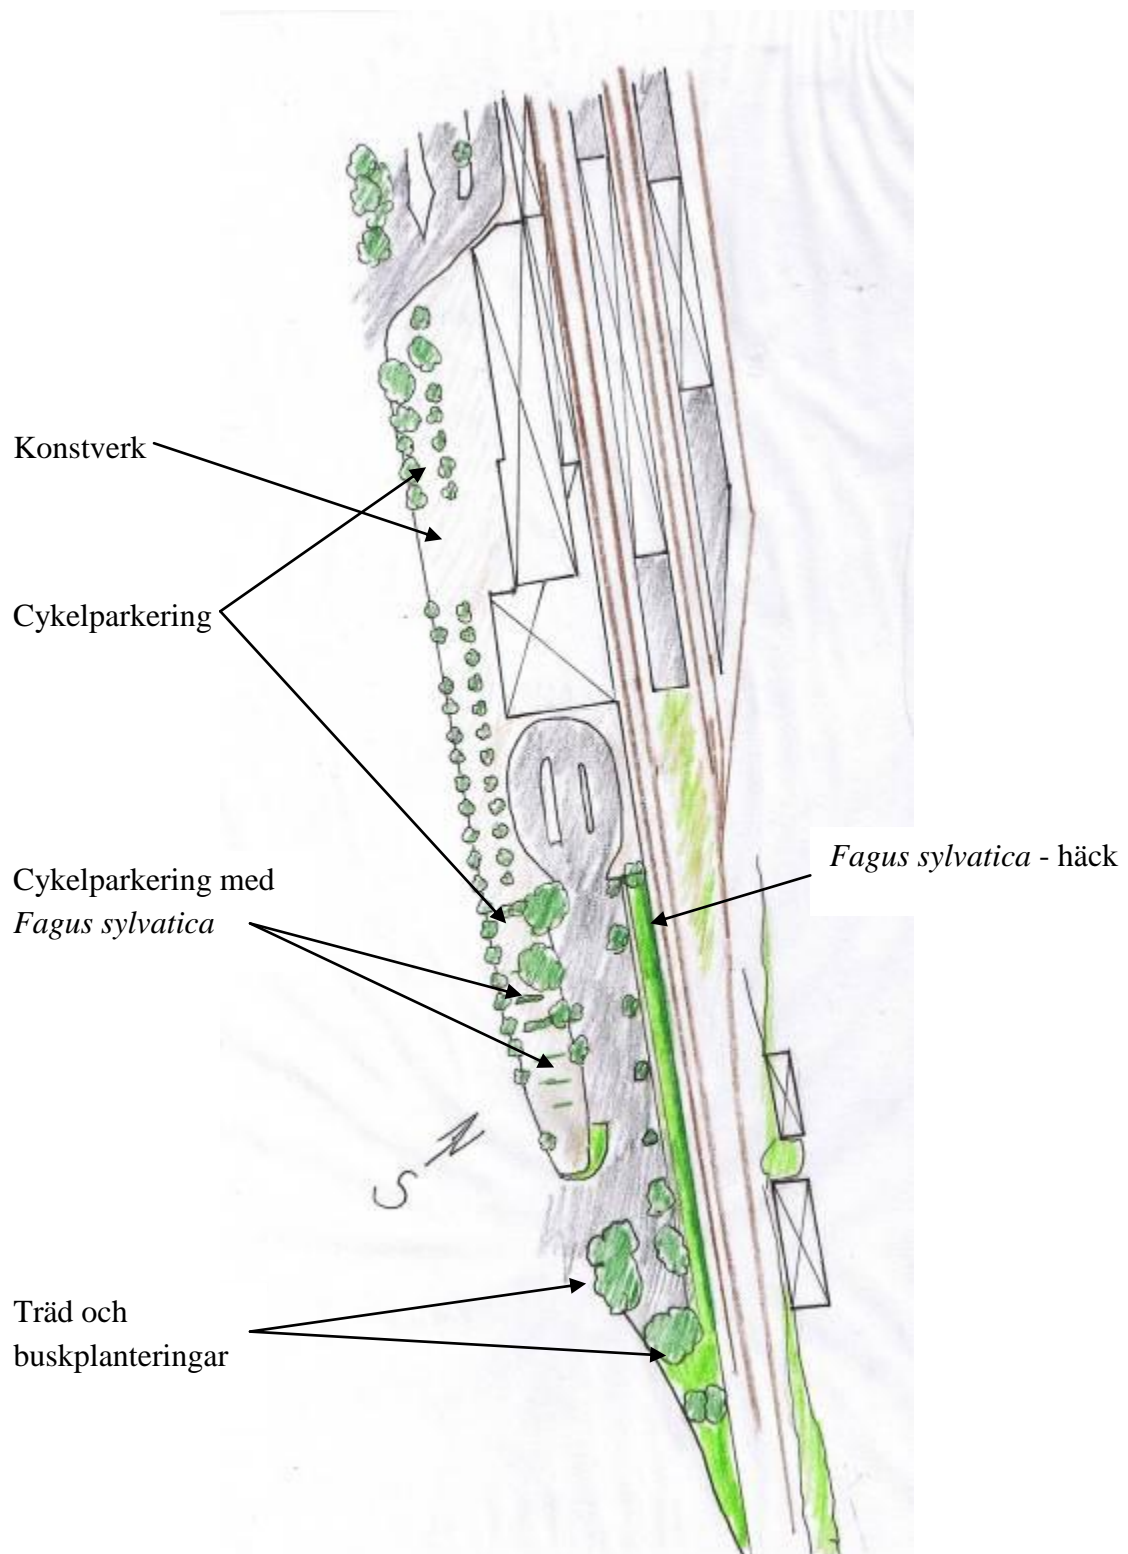 Konstverk
Cykelparkering
Fagus sylvatica - häck
Cykelparkering med
Fagus sylvatica
N
S
Träd och
buskplanteringar